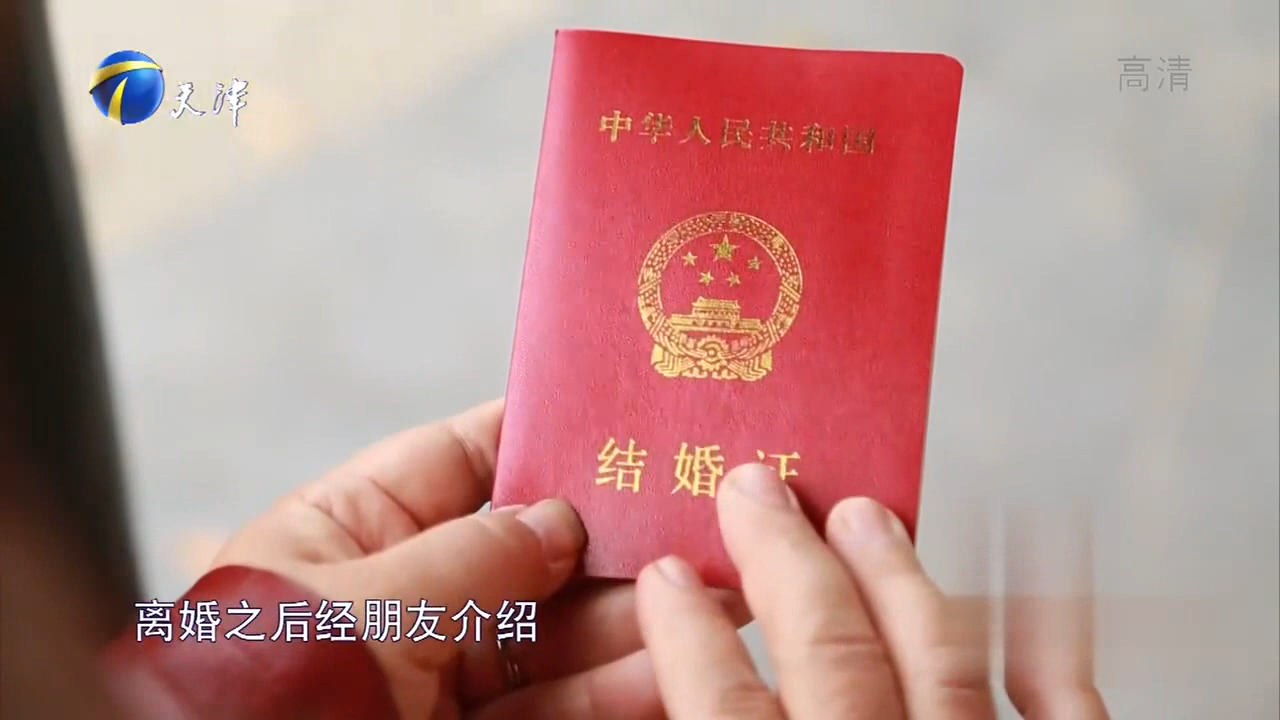 天津
高清
中华人民共和国
结婚证
离婚之后经朋友介绍